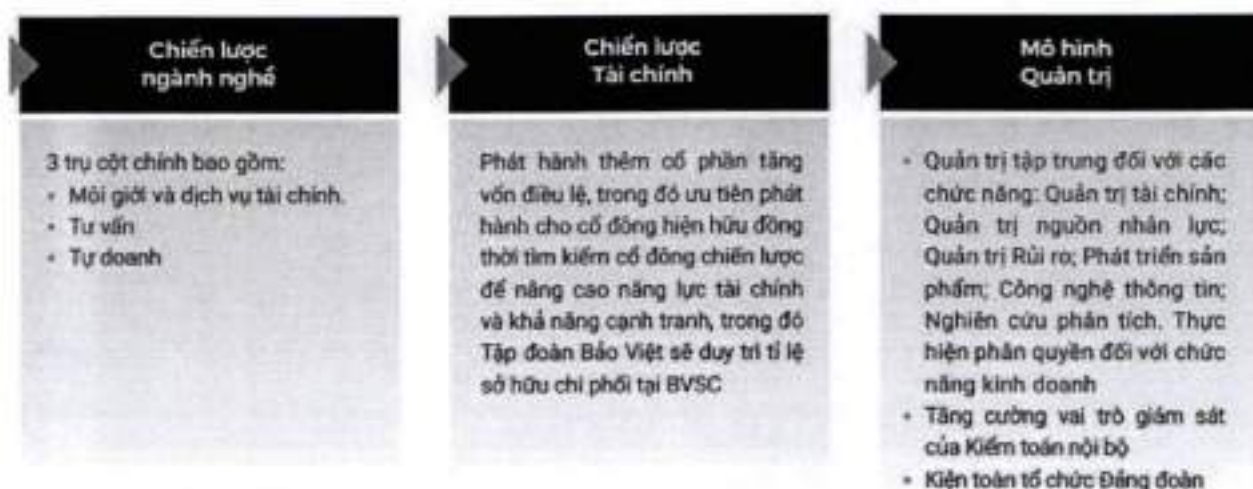 Chiến lược
ngành nghề
3 trụ cột chính bao gồm:
• Môi giới và dịch vụ tài chính.
• Tư vấn
• Tự doanh
Chiến lược
Tài chính
Phát hành thêm cổ phần tăng
vốn điều lệ, trong đó ưu tiên phát
hành cho cổ đông hiện hữu đồng
thời tìm kiếm cổ đông chiến lược
để nâng cao năng lực tài chính
và khả năng cạnh tranh, trong đó
Tập đoàn Bảo Việt sẽ duy trì tỉ lệ
sở hữu chi phối tại BVSC
Mô hình
Quản trị
• Quản trị tập trung đối với các
chức năng: Quản trị tài chính;
Quản trị nguồn nhân lực;
Quản trị Rủi ro; Phát triển sản
phẩm; Công nghệ thông tin;
Nghiên cứu phân tích. Thực
hiện phân quyền đối với chức
năng kinh doanh
• Tăng cường vai trò giám sát
của Kiểm toán nội bộ
• Kiện toàn tổ chức Đảng đoàn